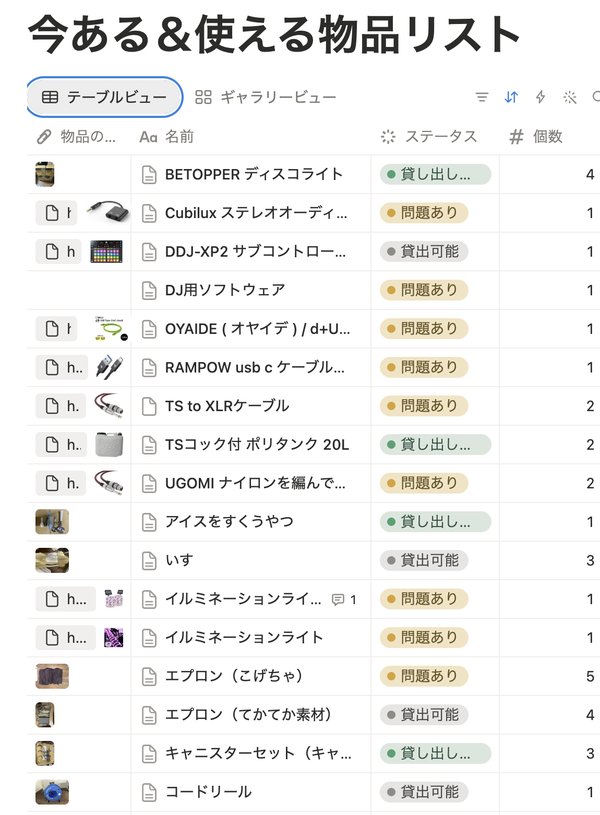 今ある＆使える物品リスト
テーブルビュー ギャラリービュー
物品の... Aa 名前 ステータス # 個数
BETOPPER ディスコライト 貸し出し... 4
h Cubilux ステレオオーディ... 問題あり 1
h DDJ-XP2 サブコントロー... 貸出可能 1
DJ用ソフトウェア 問題あり 1
h OYAIDE ( オヤイデ ) / d+U... 問題あり 1
h.. RAMPOW usb c ケーブル... 問題あり 1
h. TS to XLRケーブル 問題あり 2
h. TSコック付 ポリタンク 20L 貸し出し... 2
h. UGOMI ナイロンを編んで... 問題あり 2
アイスをすくうやつ 貸し出し... 1
いす 貸出可能 3
h... イルミネーションライ... 1 問題あり 1
h... イルミネーションライト 問題あり 1
エプロン（こげちゃ） 問題あり 5
エプロン（てかてか素材） 貸出可能 4
キャニスターセット（キャ... 貸し出し... 3
コードリール 貸出可能 1